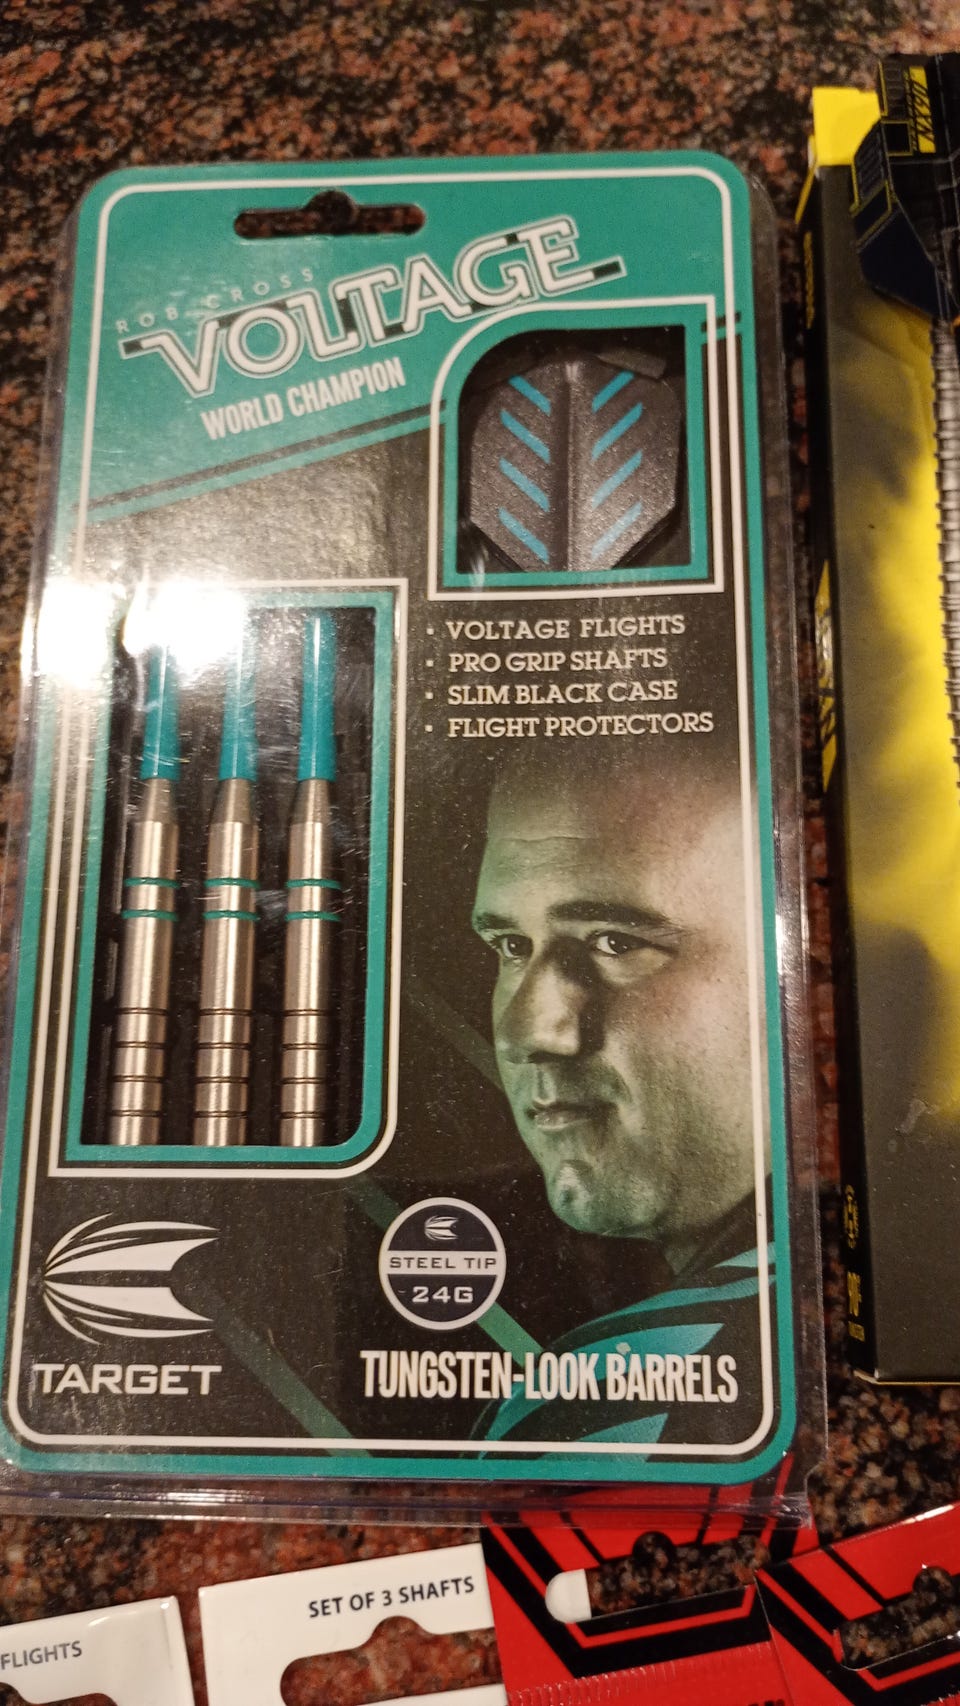 ROB CROSS
VOLTAGE
WORLD CHAMPION
· VOLTAGE FLIGHTS
· PRO GRIP SHAFTS
· SLIM BLACK CASE
· FLIGHT PROTECTORS
STEEL TIP
24G
TARGET
TUNGSTEN-LOOK BARRELS
SET OF 3 SHAFTS
FLIGHTS